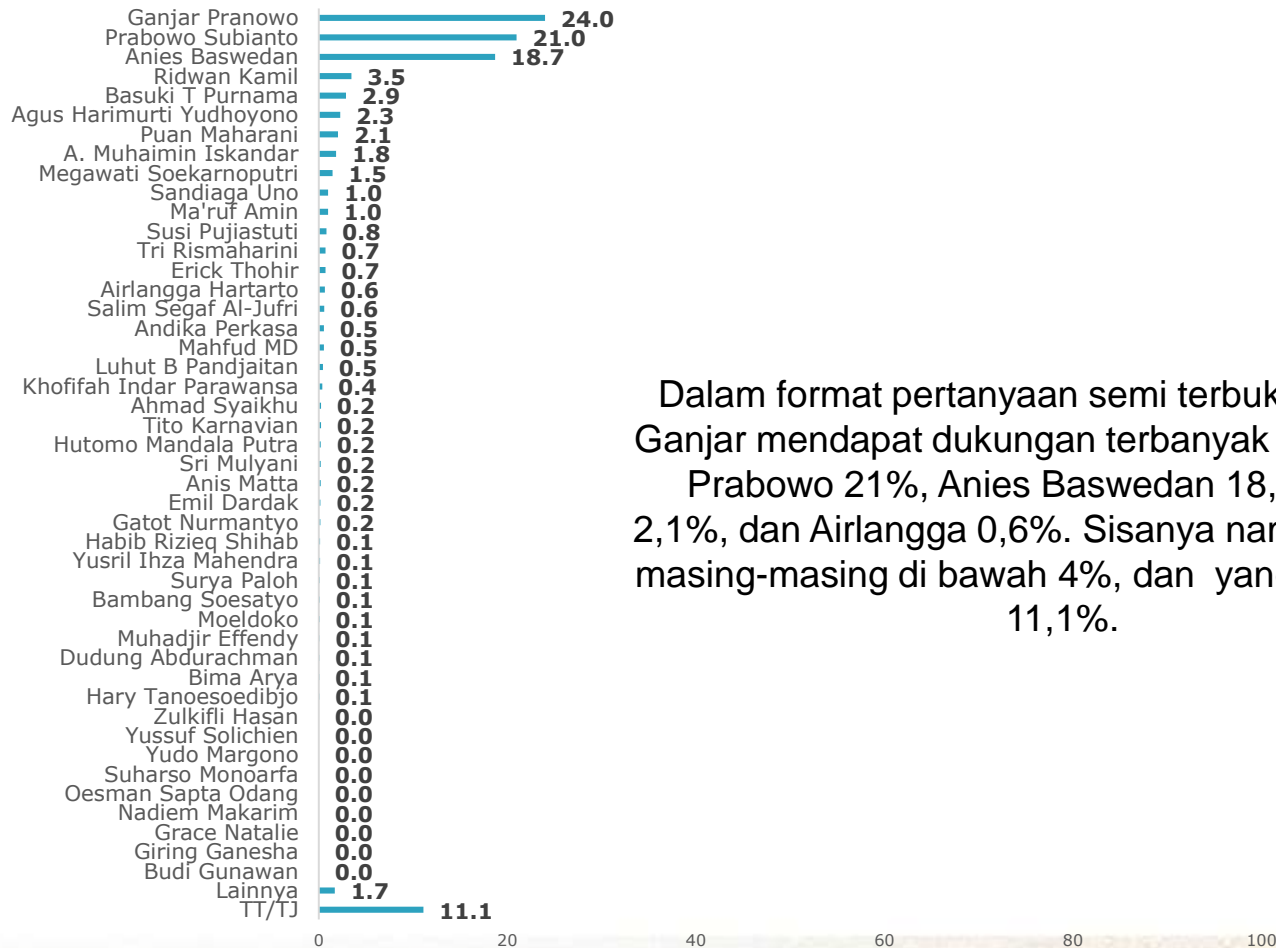 Ganjar Pranowo 24.0
Prabowo Subianto 21.0
Anies Baswedan 18.7
Ridwan Kamil 3.5
Basuki T Purnama 2.9
Agus Harimurti Yudhoyono 2.3
Puan Maharani 2.1
A. Muhaimin Iskandar 1.8
Megawati Soekarnoputri 1.5
Sandiaga Uno 1.0
Ma'ruf Amin 1.0
Susi Pujiastuti 0.8
Tri Rismaharini 0.7
Erick Thohir 0.7
Airlangga Hartarto 0.6
Salim Segaf Al-Jufri 0.6
Andika Perkasa 0.5
Mahfud MD 0.5
Luhut B Pandjaitan 0.5
Khofifah Indar Parawansa 0.4
Ahmad Syaikhu 0.2
Tito Karnavian 0.2
Hutomo Mandala Putra 0.2
Sri Mulyani 0.2
Anis Matta 0.2
Emil Dardak 0.2
Gatot Nurmantyo 0.2
Habib Rizieq Shihab 0.1
Yusril Ihza Mahendra 0.1
Surya Paloh 0.1
Bambang Soesatyo 0.1
Moeldoko 0.1
Muhadjir Effendy 0.1
Dudung Abdurachman 0.1
Bima Arya 0.1
Hary Tanoesoedibjo 0.1
Zulkifli Hasan 0.0
Yussuf Solichien 0.0
Yudo Margono 0.0
Suharso Monoarfa 0.0
Oesman Sapta Odang 0.0
Nadiem Makarim 0.0
Grace Natalie 0.0
Giring Ganesha 0.0
Budi Gunawan 0.0
Lainnya 1.7
TT/TJ 11.1
0 20 40 60 80 100
Dalam format pertanyaan semi terbuk
Ganjar mendapat dukungan terbanyak
Prabowo 21%, Anies Baswedan 18,
2,1%, dan Airlangga 0,6%. Sisanya
masing-masing di bawah 4%, dan yan
11,1%.